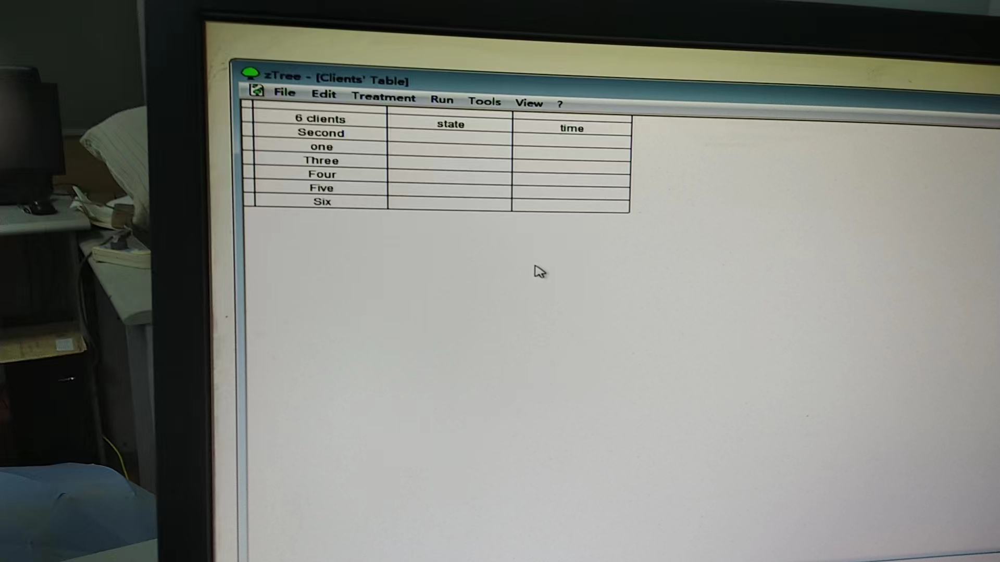 zTree - [Clients' Table]
File Edit Treatment Run Tools View ?
6 clients state time
Second
one
Three
Four
Five
Six